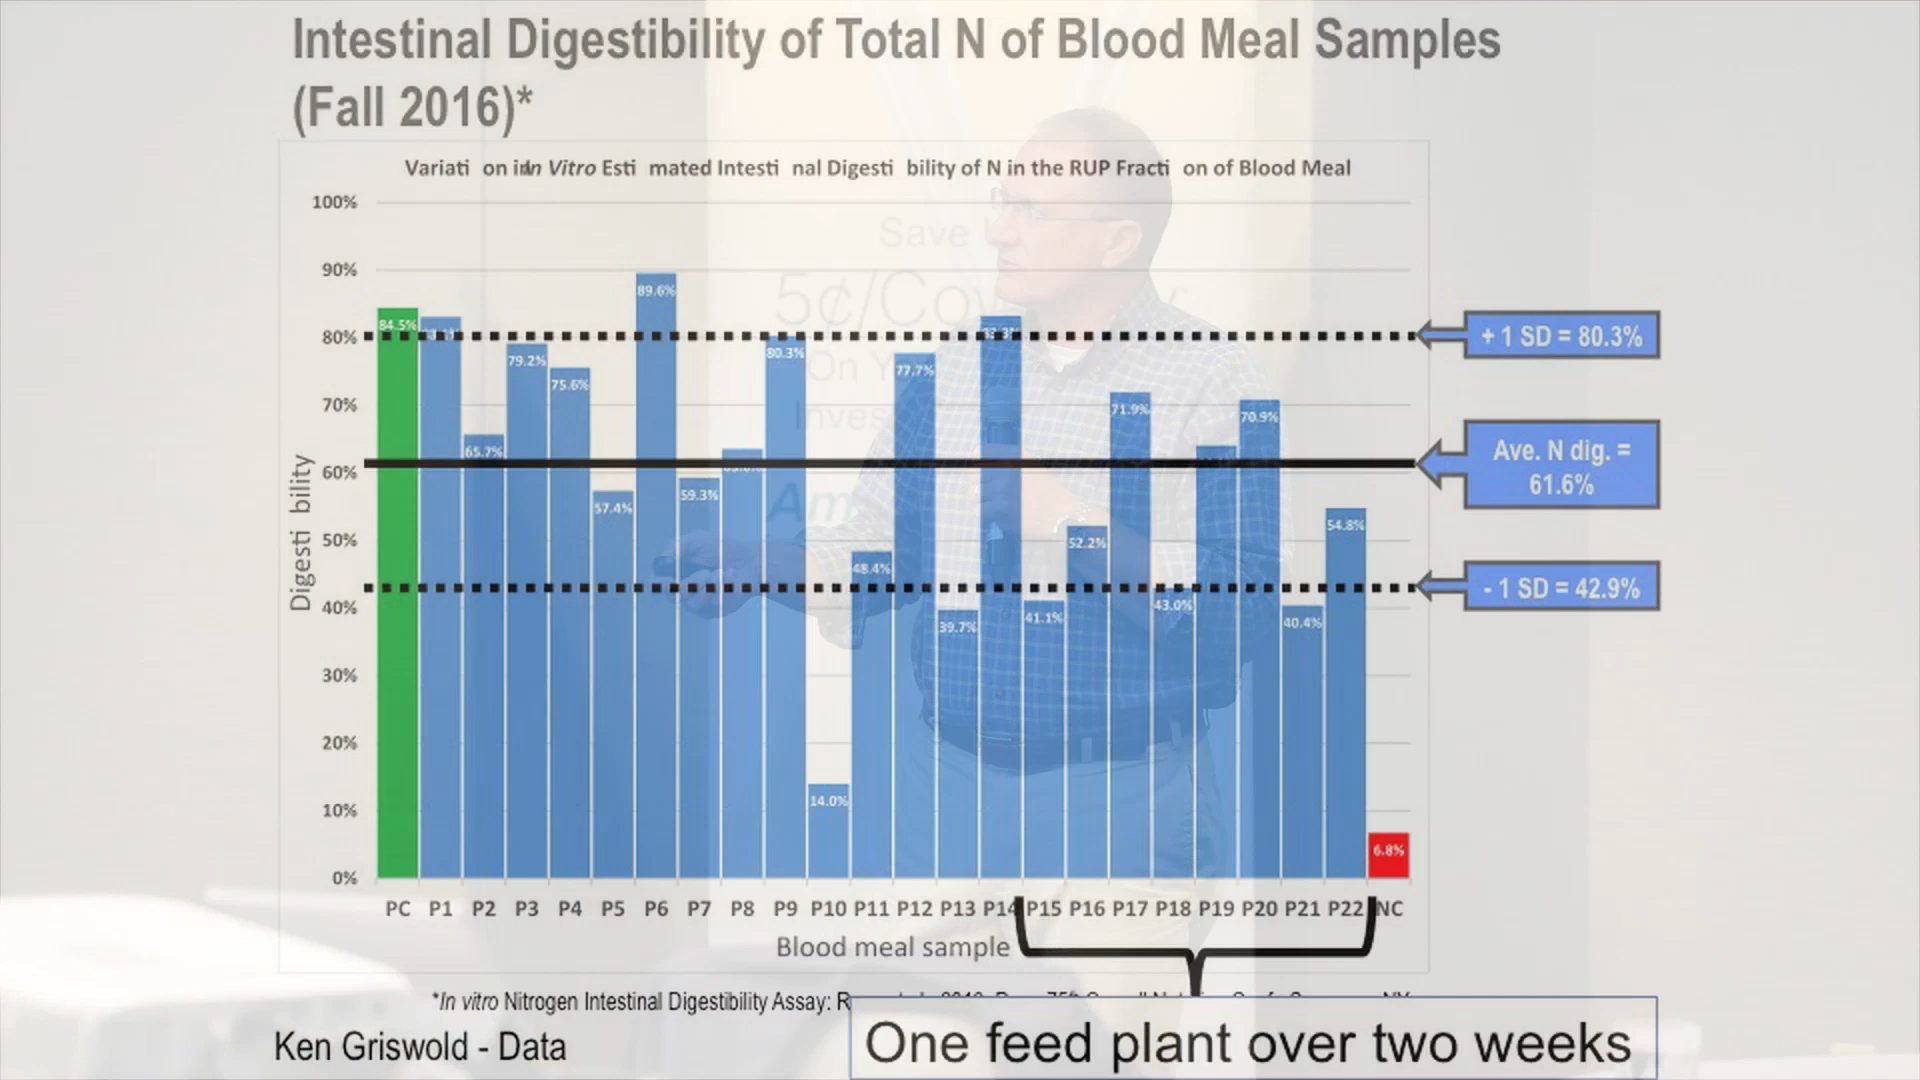 Intestinal Digestibility of Total N of Blood Meal Samples
(Fall 2016)*
Variati on in In Vitro Esti mated Intesti nal Digesti bility of N in the RUP Fracti on of Blood Meal
100%
90%
80%
70%
60%
50%
40%
30%
20%
10%
0%
Digesti bility
84.5%
65.7%
79.2%
75.6%
57.4%
89.6%
59.3%
80.3%
14.0%
48.4%
77.7%
39.7%
41.1%
52.2%
71.9%
43.0%
70.9%
40.4%
54.8%
6.8%
+ 1 SD = 80.3%
Ave. N dig. =
61.6%
- 1 SD = 42.9%
Save
5¢/Cow
On
Inves
Am
PC P1 P2 P3 P4 P5 P6 P7 P8 P9 P10 P11 P12 P13 P14 P15 P16 P17 P18 P19 P20 P21 P22 NC
Blood meal sample
*In vitro Nitrogen Intestinal Digestibility Assay:
Ken Griswold - Data
One feed plant over two weeks